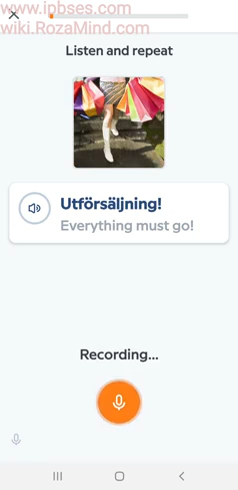 www.ipbses.com
wiki.RozaMind.com
Listen and repeat
Utförsäljning!
Everything must go!
Recording...